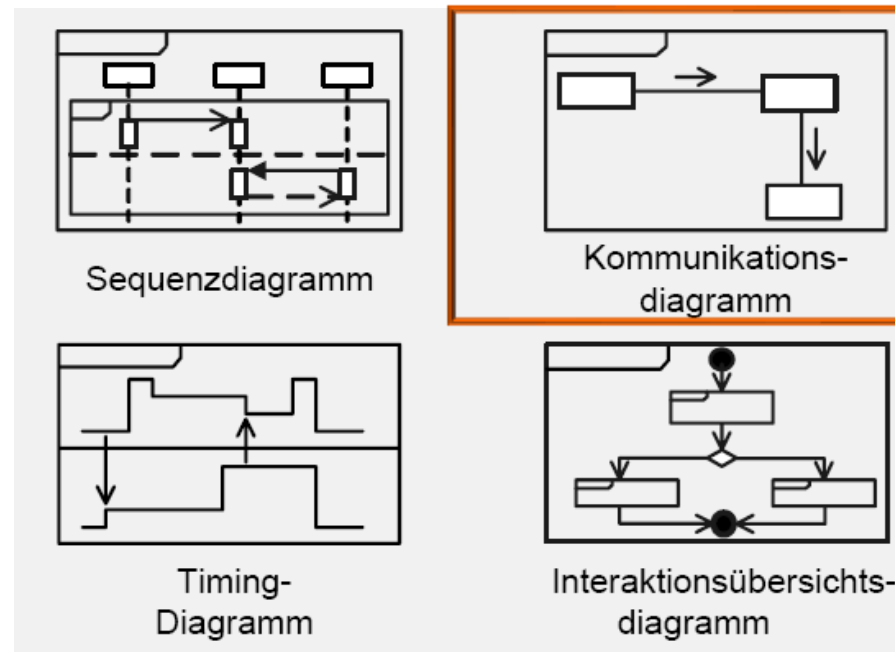 Sequenzdiagramm
Kommunikations-
diagramm
Timing-
Diagramm
Interaktionsübersichts-
diagramm